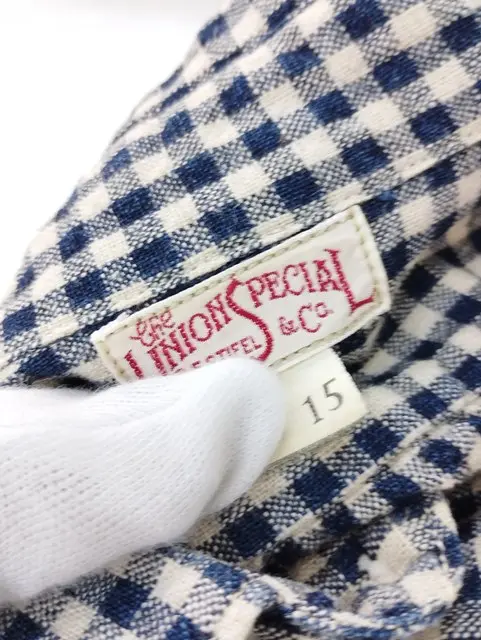 the
UNION SPECIAL
STIFEL & Co.
15